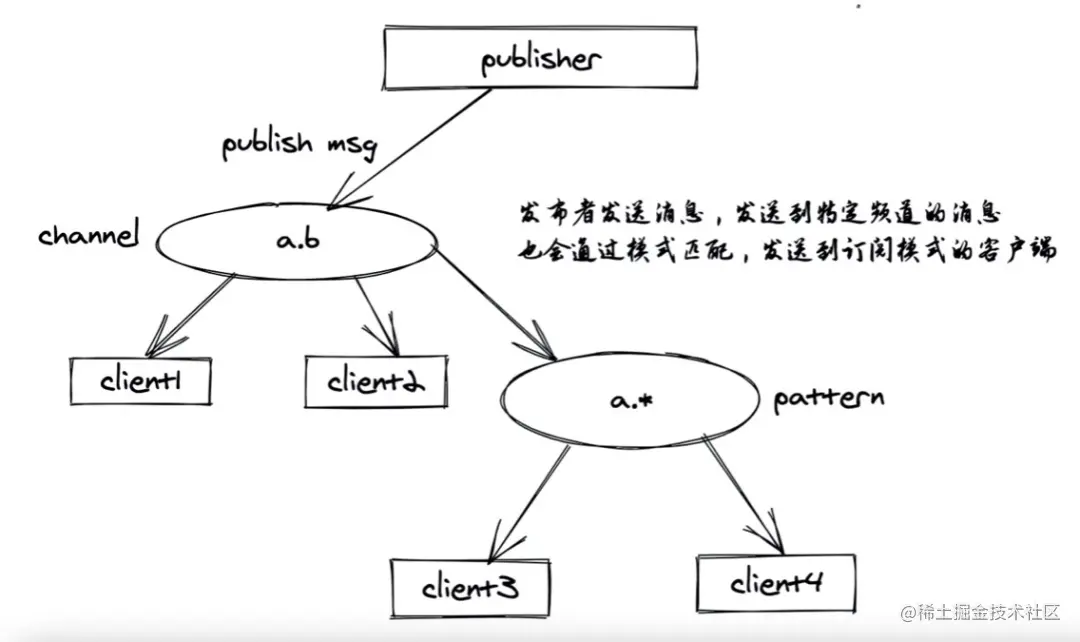 publisher
publish msg
channel
a.b
发布者发送消息，发送到特定频道的消息
也会通过模式匹配，发送到订阅模式的客户端
client1
client2
a.*
pattern
client3
client4
@稀土掘金技术社区